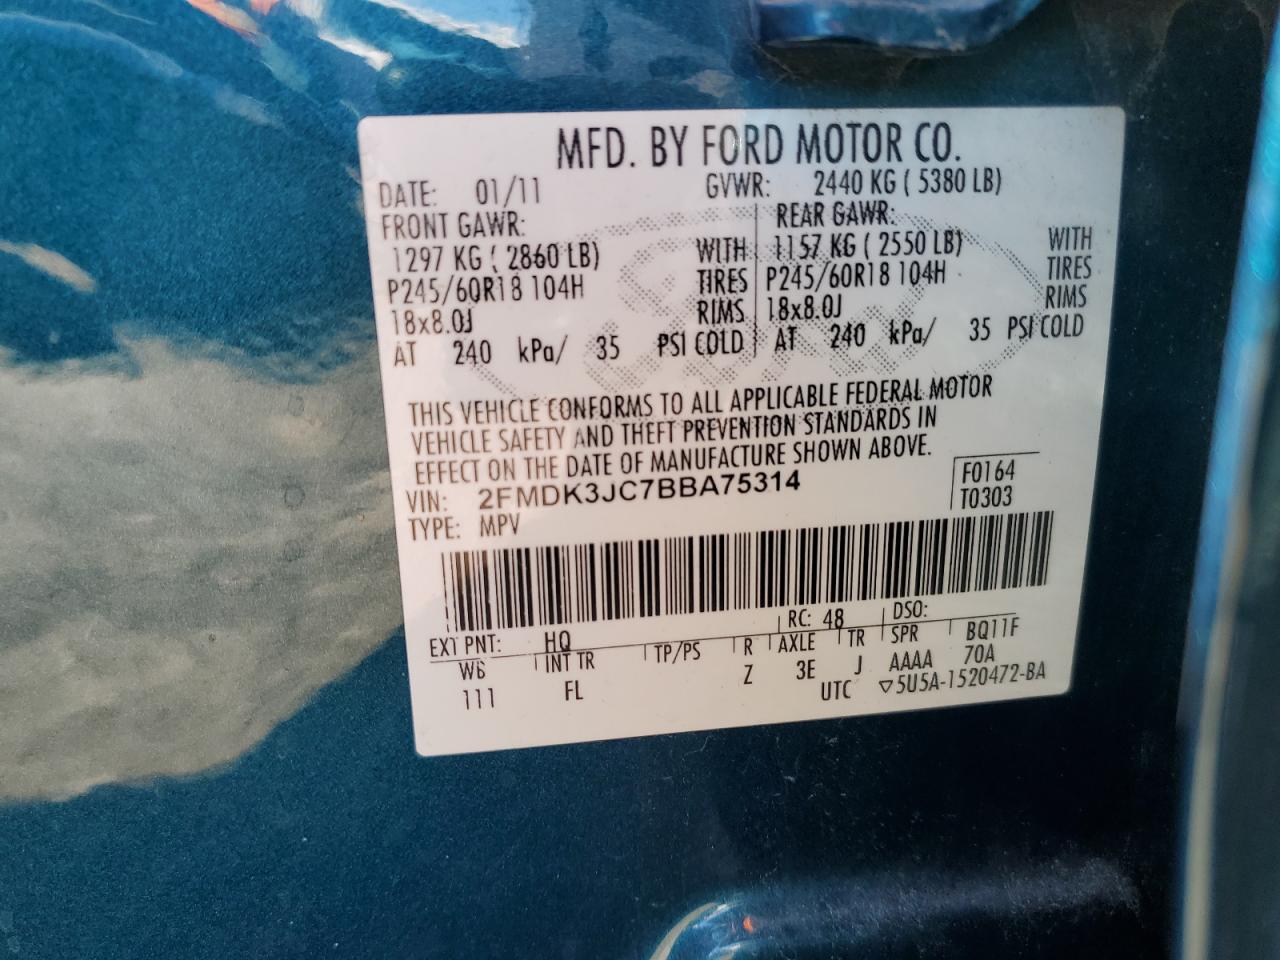 MFD. BY FORD MOTOR CO.
DATE: 01/11 GVWR: 2440 KG ( 5380 LB)
FRONT GAWR: REAR GAWR:
1297 KG ( 2860 LB) WITH 1157 KG ( 2550 LB) WITH
P245/60R18 104H TIRES P245/60R18 104H TIRES
18x8.0J RIMS 18x8.0J RIMS
AT 240 kPa/ 35 PSI COLD AT 240 kPa/ 35 PSI COLD
THIS VEHICLE CONFORMS TO ALL APPLICABLE FEDERAL MOTOR
VEHICLE SAFETY AND THEFT PREVENTION STANDARDS IN
EFFECT ON THE DATE OF MANUFACTURE SHOWN ABOVE.
VIN: 2FMDK3JC7BBA75314 F0164
TYPE: MPV T0303
RC: 48 DSO:
EXT PNT: HQ
WB INT TR TP/PS R AXLE TR SPR BQ11F
111 FL Z 3E J AAAA 70A
UTC ▽5U5A-1520472-BA